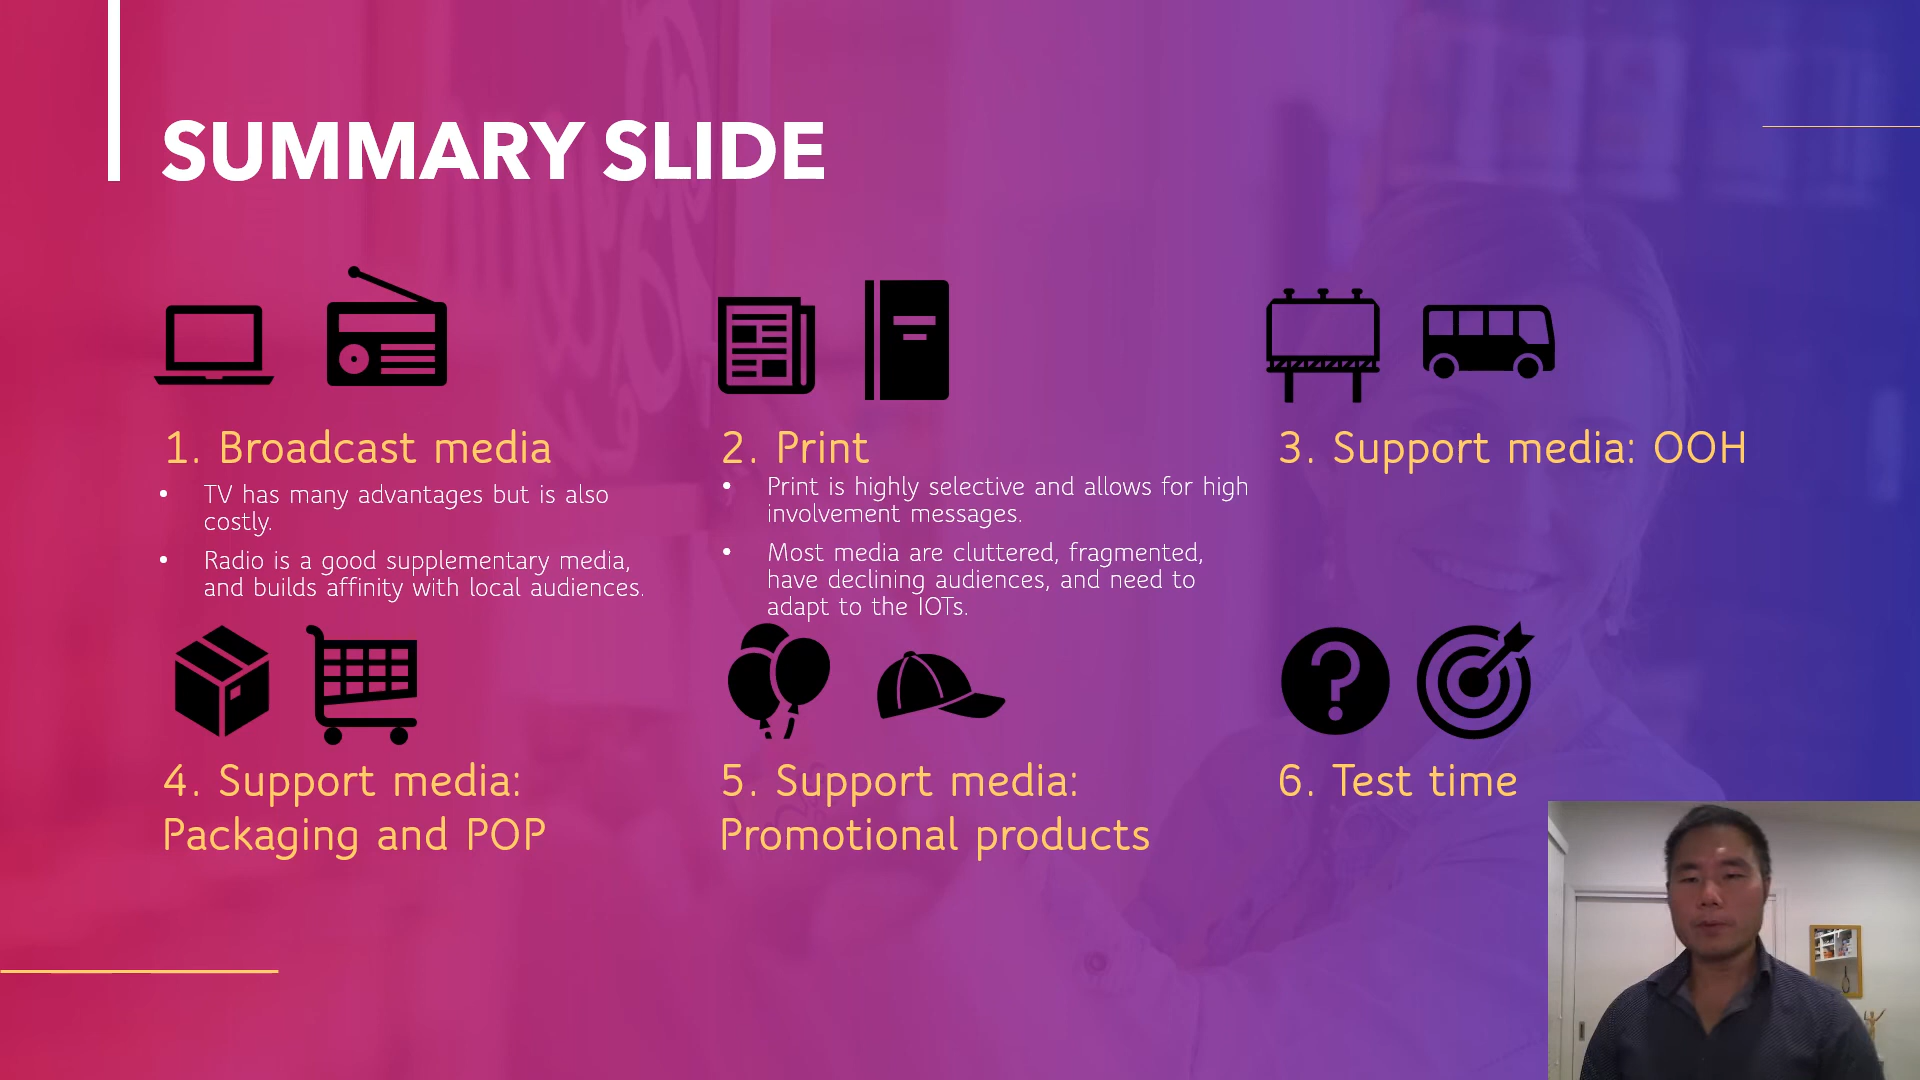 SUMMARY SLIDE
1. Broadcast media
• TV has many advantages but is also
costly.
• Radio is a good supplementary media,
and builds affinity with local audiences.
2. Print
• Print is highly selective and allows for high
involvement messages.
• Most media are cluttered, fragmented,
have declining audiences, and need to
adapt to the IOTs.
3. Support media: OOH
4. Support media:
Packaging and POP
5. Support media:
Promotional products
6. Test time